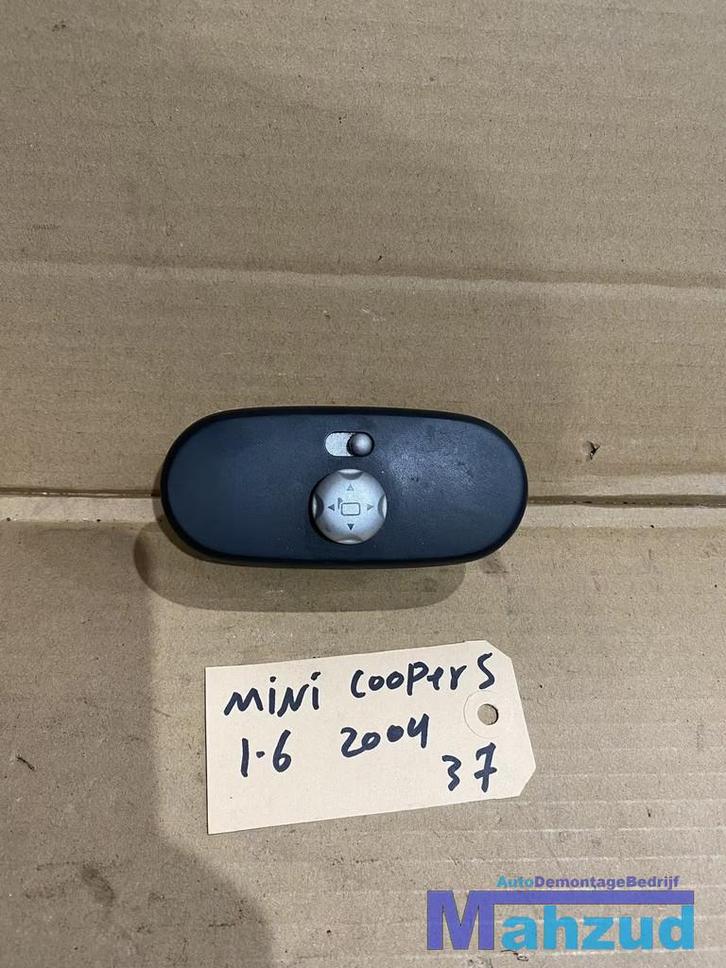 MiNi CooPer S
1.6 2004
37
AutoDemontageBedrijf
Mahzud